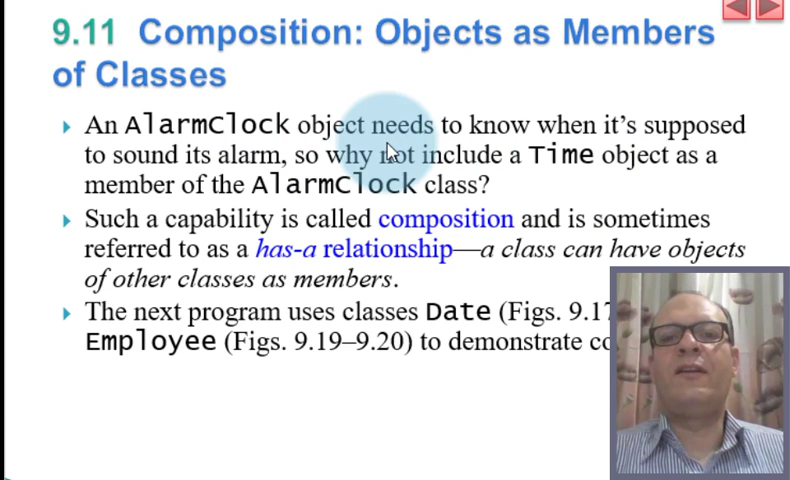 9.11 Composition: Objects as Members
of Classes
An AlarmClock object needs to know when it's supposed
to sound its alarm, so why not include a Time object as a
member of the AlarmClock class?
Such a capability is called composition and is sometimes
referred to as a has-a relationship—a class can have objects
of other classes as members.
The next program uses classes Date (Figs. 9.17
Employee (Figs. 9.19–9.20) to demonstrate